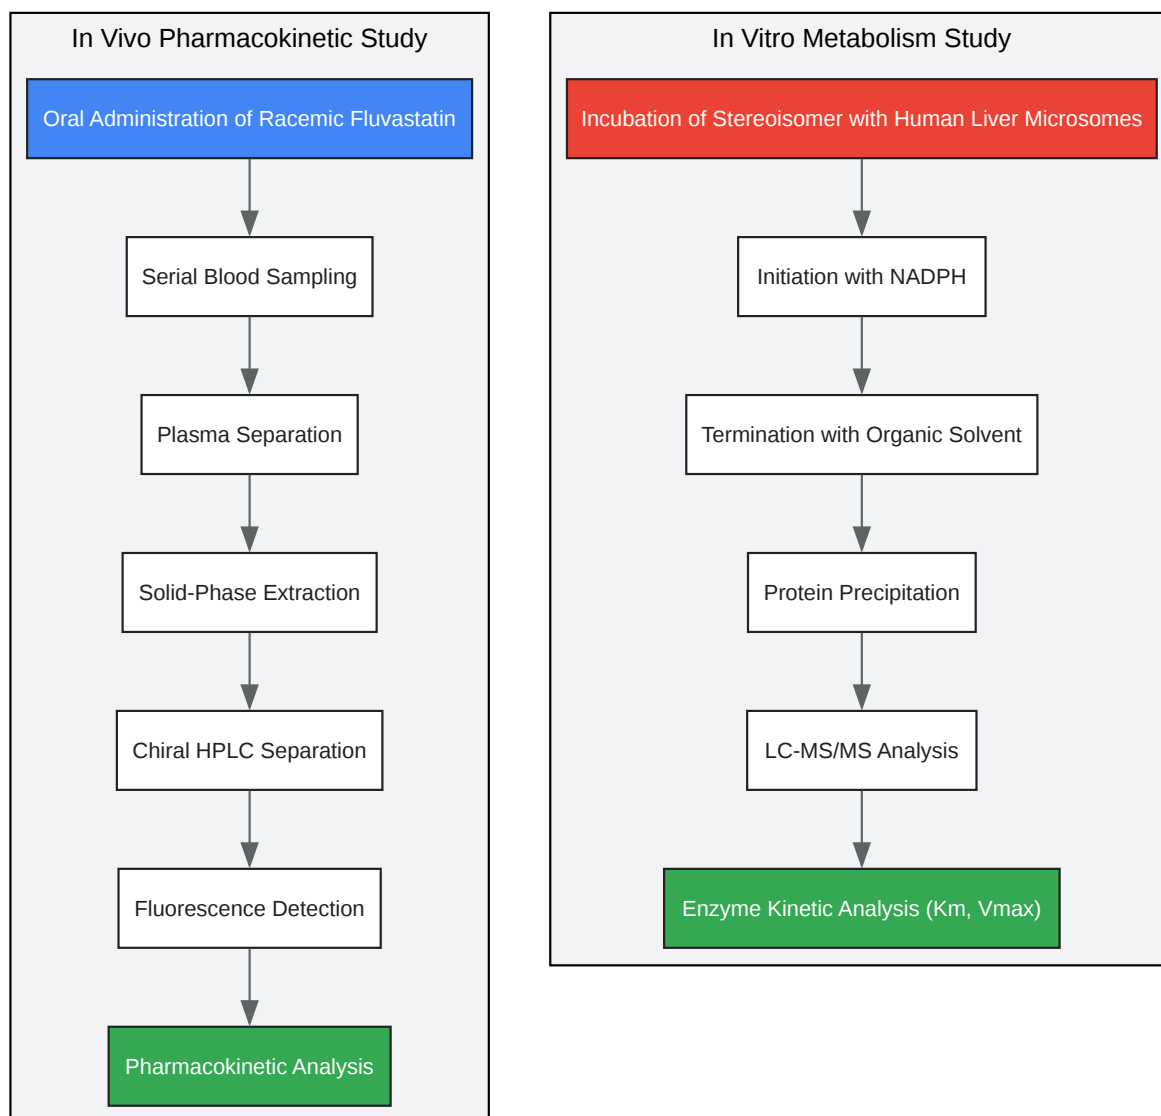 In Vivo Pharmacokinetic Study
Oral Administration of Racemic Fluvastatin
Serial Blood Sampling
Plasma Separation
Solid-Phase Extraction
Chiral HPLC Separation
Fluorescence Detection
Pharmacokinetic Analysis
In Vitro Metabolism Study
Incubation of Stereoisomer with Human Liver Microsomes
Initiation with NADPH
Termination with Organic Solvent
Protein Precipitation
LC-MS/MS Analysis
Enzyme Kinetic Analysis (Km, Vmax)